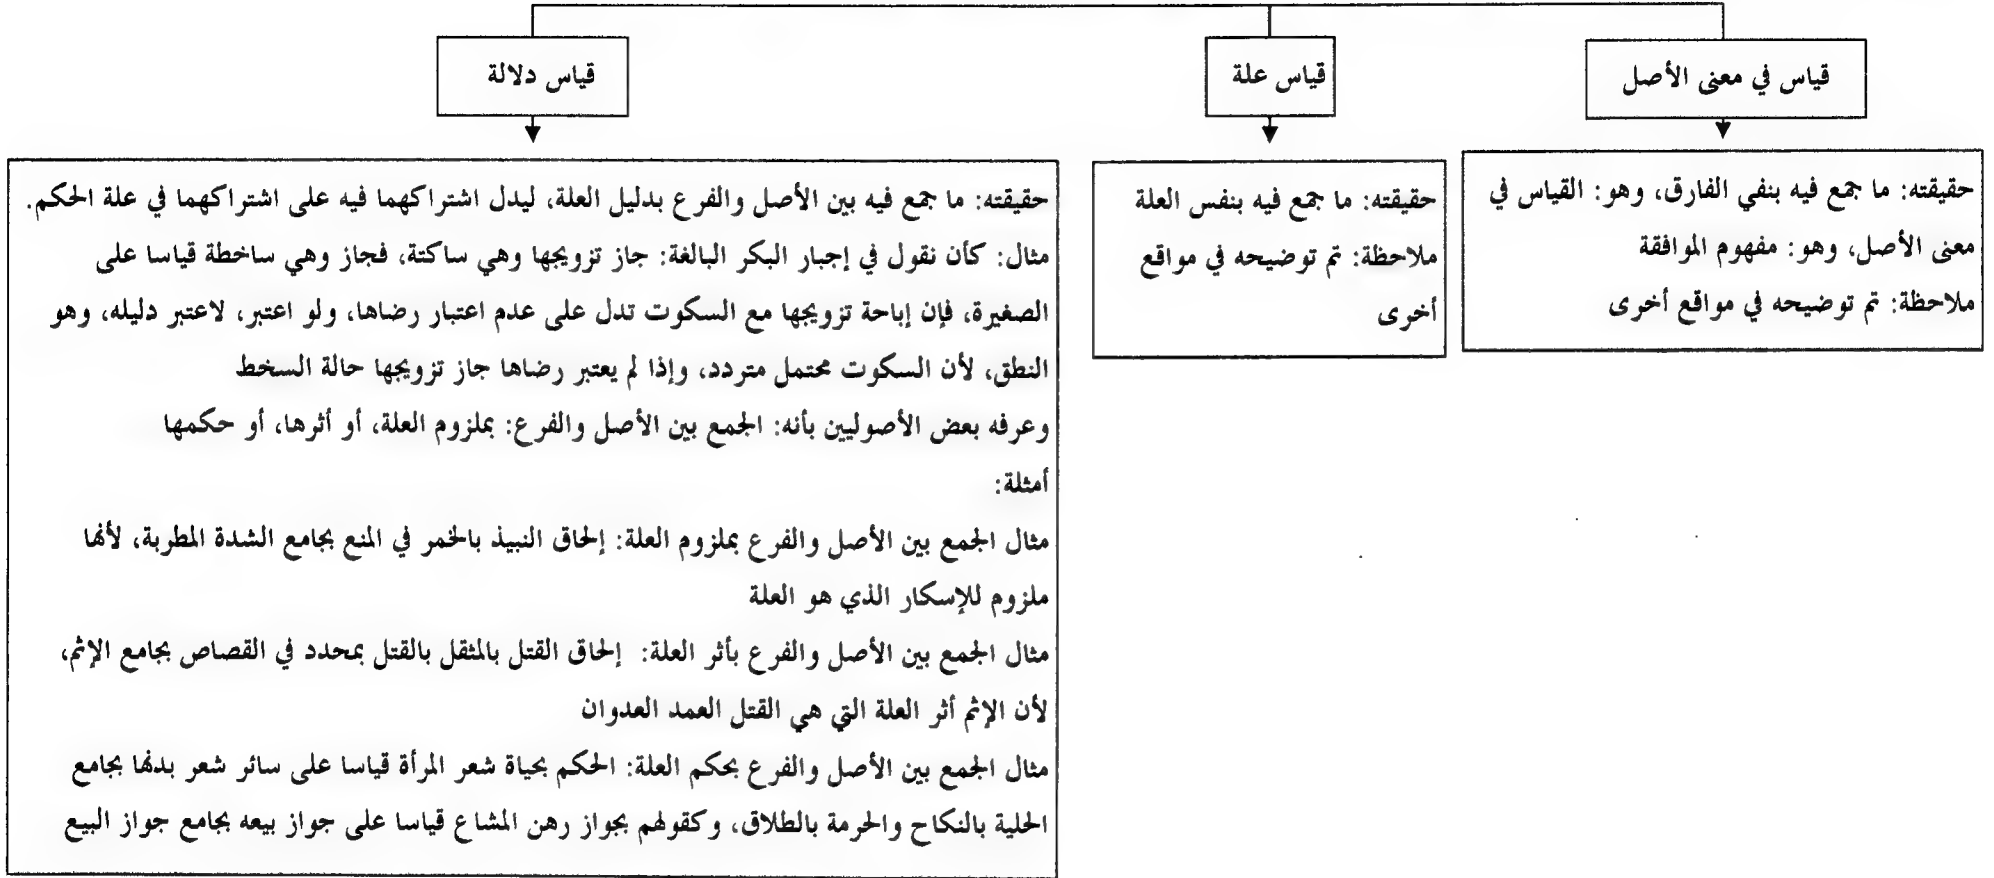 قياس في معنى الأصل
قياس علة
قياس دلالة
حقيقته: ما جمع فيه بنفي الفارق، وهو: القياس في
معنى الأصل، وهو: مفهوم الموافقة
ملاحظة: تم توضيحه في مواقع أخرى
حقيقته: ما جمع فيه بنفس العلة
ملاحظة: تم توضيحه في مواقع
أخرى
حقيقته: ما جمع فيه بين الأصل والفرع بدليل العلة، ليدل اشتراكهما فيه على اشتراكهما في علة الحكم.
مثال: كأن نقول في إجبار البكر البالغة: جاز تزويجها وهي ساكتة، فجاز وهي ساخطة قياسا على
الصغيرة، فإن إباحة تزويجها مع السكوت تدل على عدم اعتبار رضاها، ولو اعتبر، لاعتبر دليله، وهو
النطق، لأن السكوت محتمل متردد، وإذا لم يعتبر رضاها جاز تزويجها حالة السخط
وعرفه بعض الأصوليين بأنه: الجمع بين الأصل والفرع: بملزوم العلة، أو أثرها، أو حكمها
أمثلة:
مثال الجمع بين الأصل والفرع بملزوم العلة: إلحاق النبيذ بالخمر في المنع بجامع الشدة المطربة، لأنها
ملزوم للإسكار الذي هو العلة
مثال الجمع بين الأصل والفرع بأثر العلة: إلحاق القتل بالمثقل بالقتل بمحدد في القصاص بجامع الإثم،
لأن الإثم أثر العلة التي هي القتل العمد العدوان
مثال الجمع بين الأصل والفرع بحكم العلة: الحكم بحياة شعر المرأة قياسا على سائر شعر بدنها بجامع
الحلية بالنكاح والحرمة بالطلاق، وكقولهم بجواز رهن المشاع قياسا على جواز بيعه بجامع جواز البيع